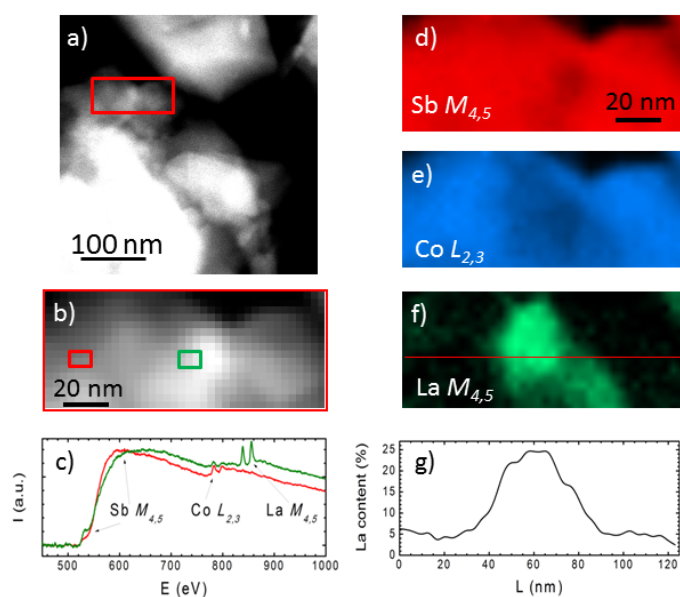 a)
100 nm
b)
20 nm
c)
I (a.u.)
Sb M4,5
Co L2,3
La M4,5
500 600 700 800 900 1000
E (eV)
d)
Sb M4,5
20 nm
e)
Co L2,3
f)
La M4,5
g)
La content (%)
25
20
15
10
5
0
0 20 40 60 80 100 120
L (nm)